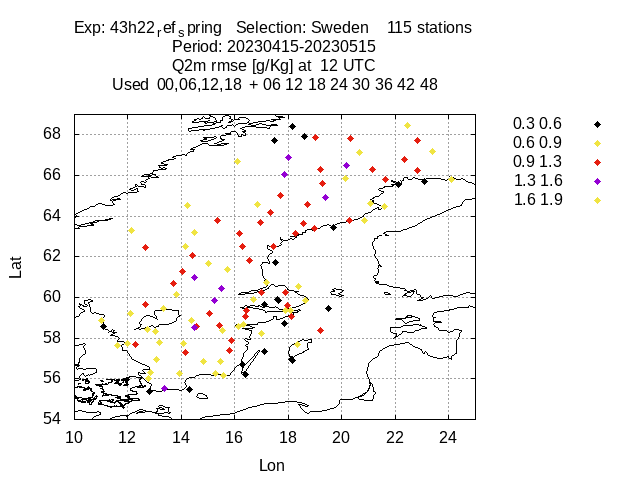 Exp: 43h22refspring Selection: Sweden 115 stations
Period: 20230415-20230515
Q2m rmse [g/Kg] at 12 UTC
Used 00,06,12,18 + 06 12 18 24 30 36 42 48
0.3 0.6
0.6 0.9
0.9 1.3
1.3 1.6
1.6 1.9
68
66
64
62
60
58
56
54
Lat
10 12 14 16 18 20 22 24
Lon